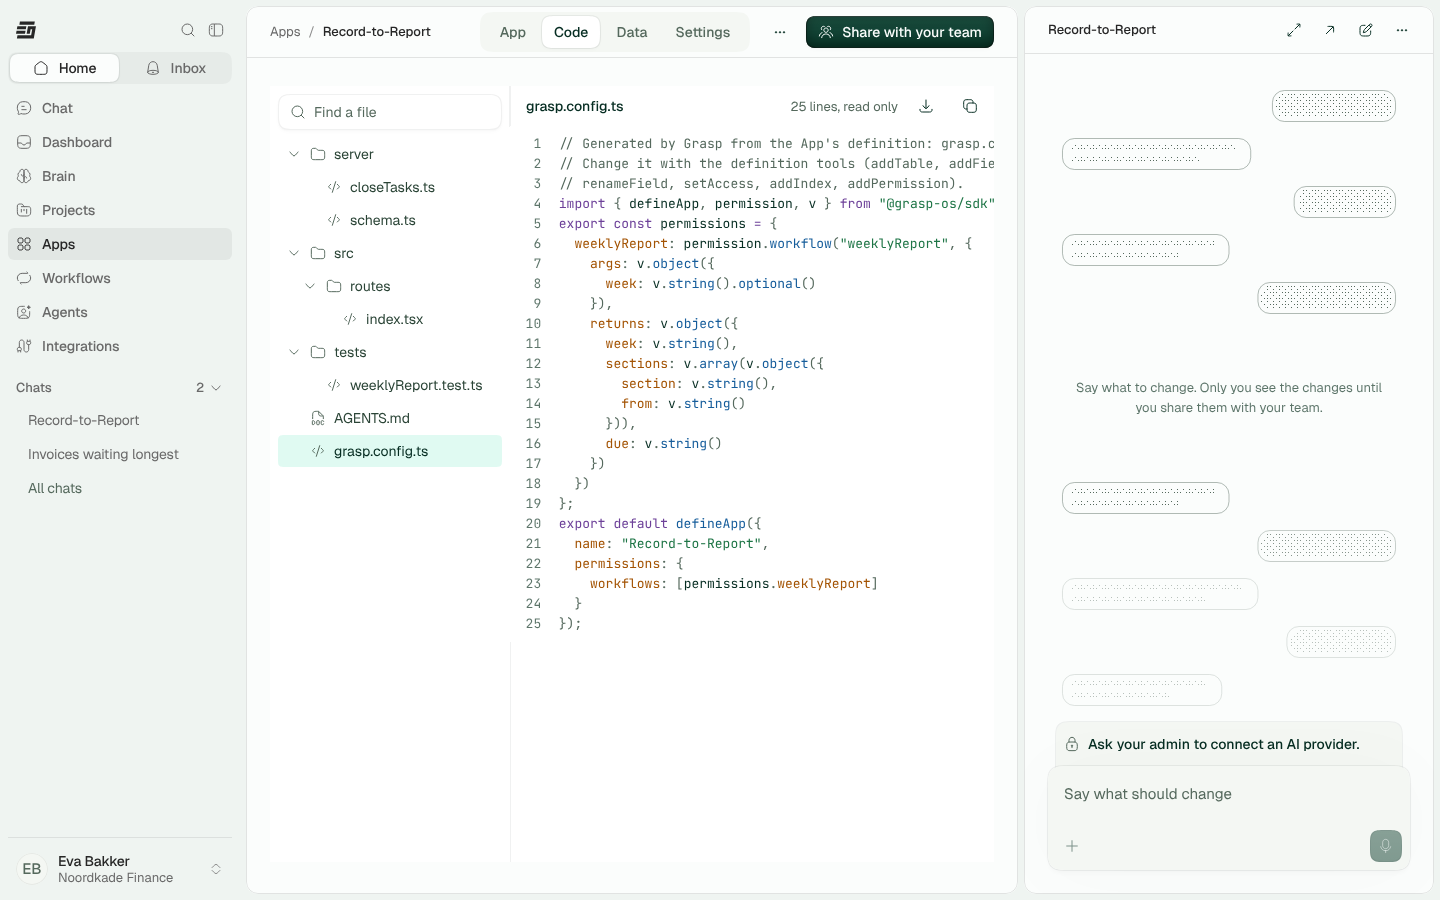 Home
Inbox
Chat
Dashboard
Brain
Projects
Apps
Workflows
Agents
Integrations
Chats 2
Record-to-Report
Invoices waiting longest
All chats
EB
Eva Bakker
Noordkade Finance
Apps / Record-to-Report
App
Code
Data
Settings
Share with your team
Find a file
server
closeTasks.ts
schema.ts
src
routes
index.tsx
tests
weeklyReport.test.ts
AGENTS.md
grasp.config.ts
grasp.config.ts
25 lines, read only
1 // Generated by Grasp from the App's definition: grasp.c
2 // Change it with the definition tools (addTable, addFie
3 // renameField, setAccess, addIndex, addPermission).
4 import { defineApp, permission, v } from "@grasp-os/sdk"
5 export const permissions = {
6   weeklyReport: permission.workflow("weeklyReport", {
7     args: v.object({
8       week: v.string().optional()
9     }),
10     returns: v.object({
11       week: v.string(),
12       sections: v.array(v.object({
13         section: v.string(),
14         from: v.string()
15       })),
16       due: v.string()
17     })
18   })
19 };
20 export default defineApp({
21   name: "Record-to-Report",
22   permissions: {
23     workflows: [permissions.weeklyReport]
24   }
25 });
Record-to-Report
Say what to change. Only you see the changes until
you share them with your team.
Ask your admin to connect an AI provider.
Say what should change